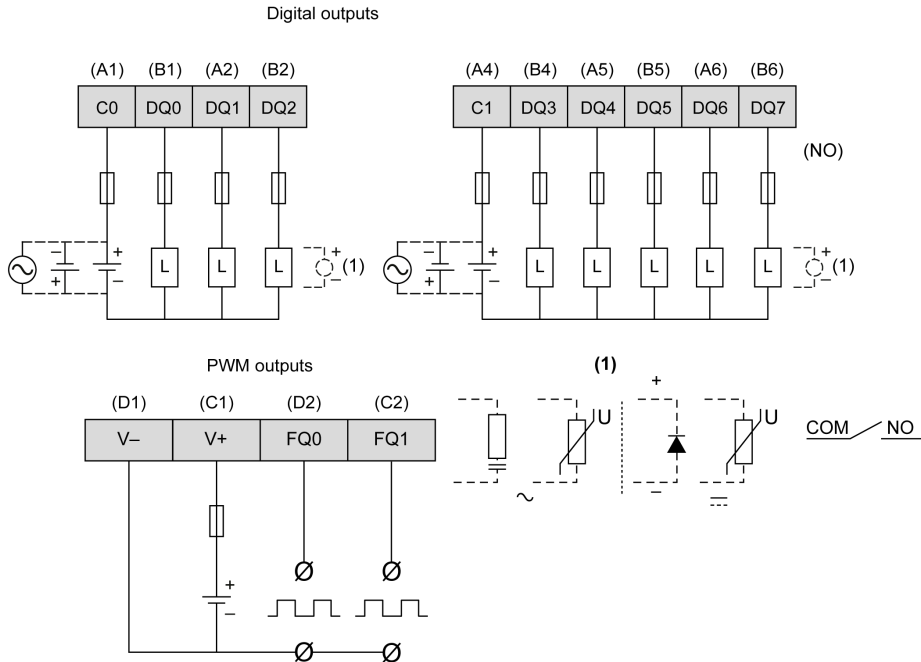 Digital outputs
(A1) (B1) (A2) (B2)
C0 DQ0 DQ1 DQ2
− + L L L + (1)
+ − −
(A4) (B4) (A5) (B5) (A6) (B6)
C1 DQ3 DQ4 DQ5 DQ6 DQ7
(NO)
− + L L L L L + (1)
+ − −
PWM outputs
(D1) (C1) (D2) (C2)
V– V+ FQ0 FQ1
+
–
(1)
U + U
COM NO
–